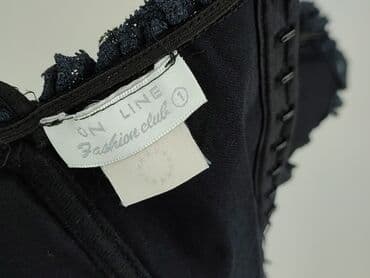 ON LINE
Fashion club 1